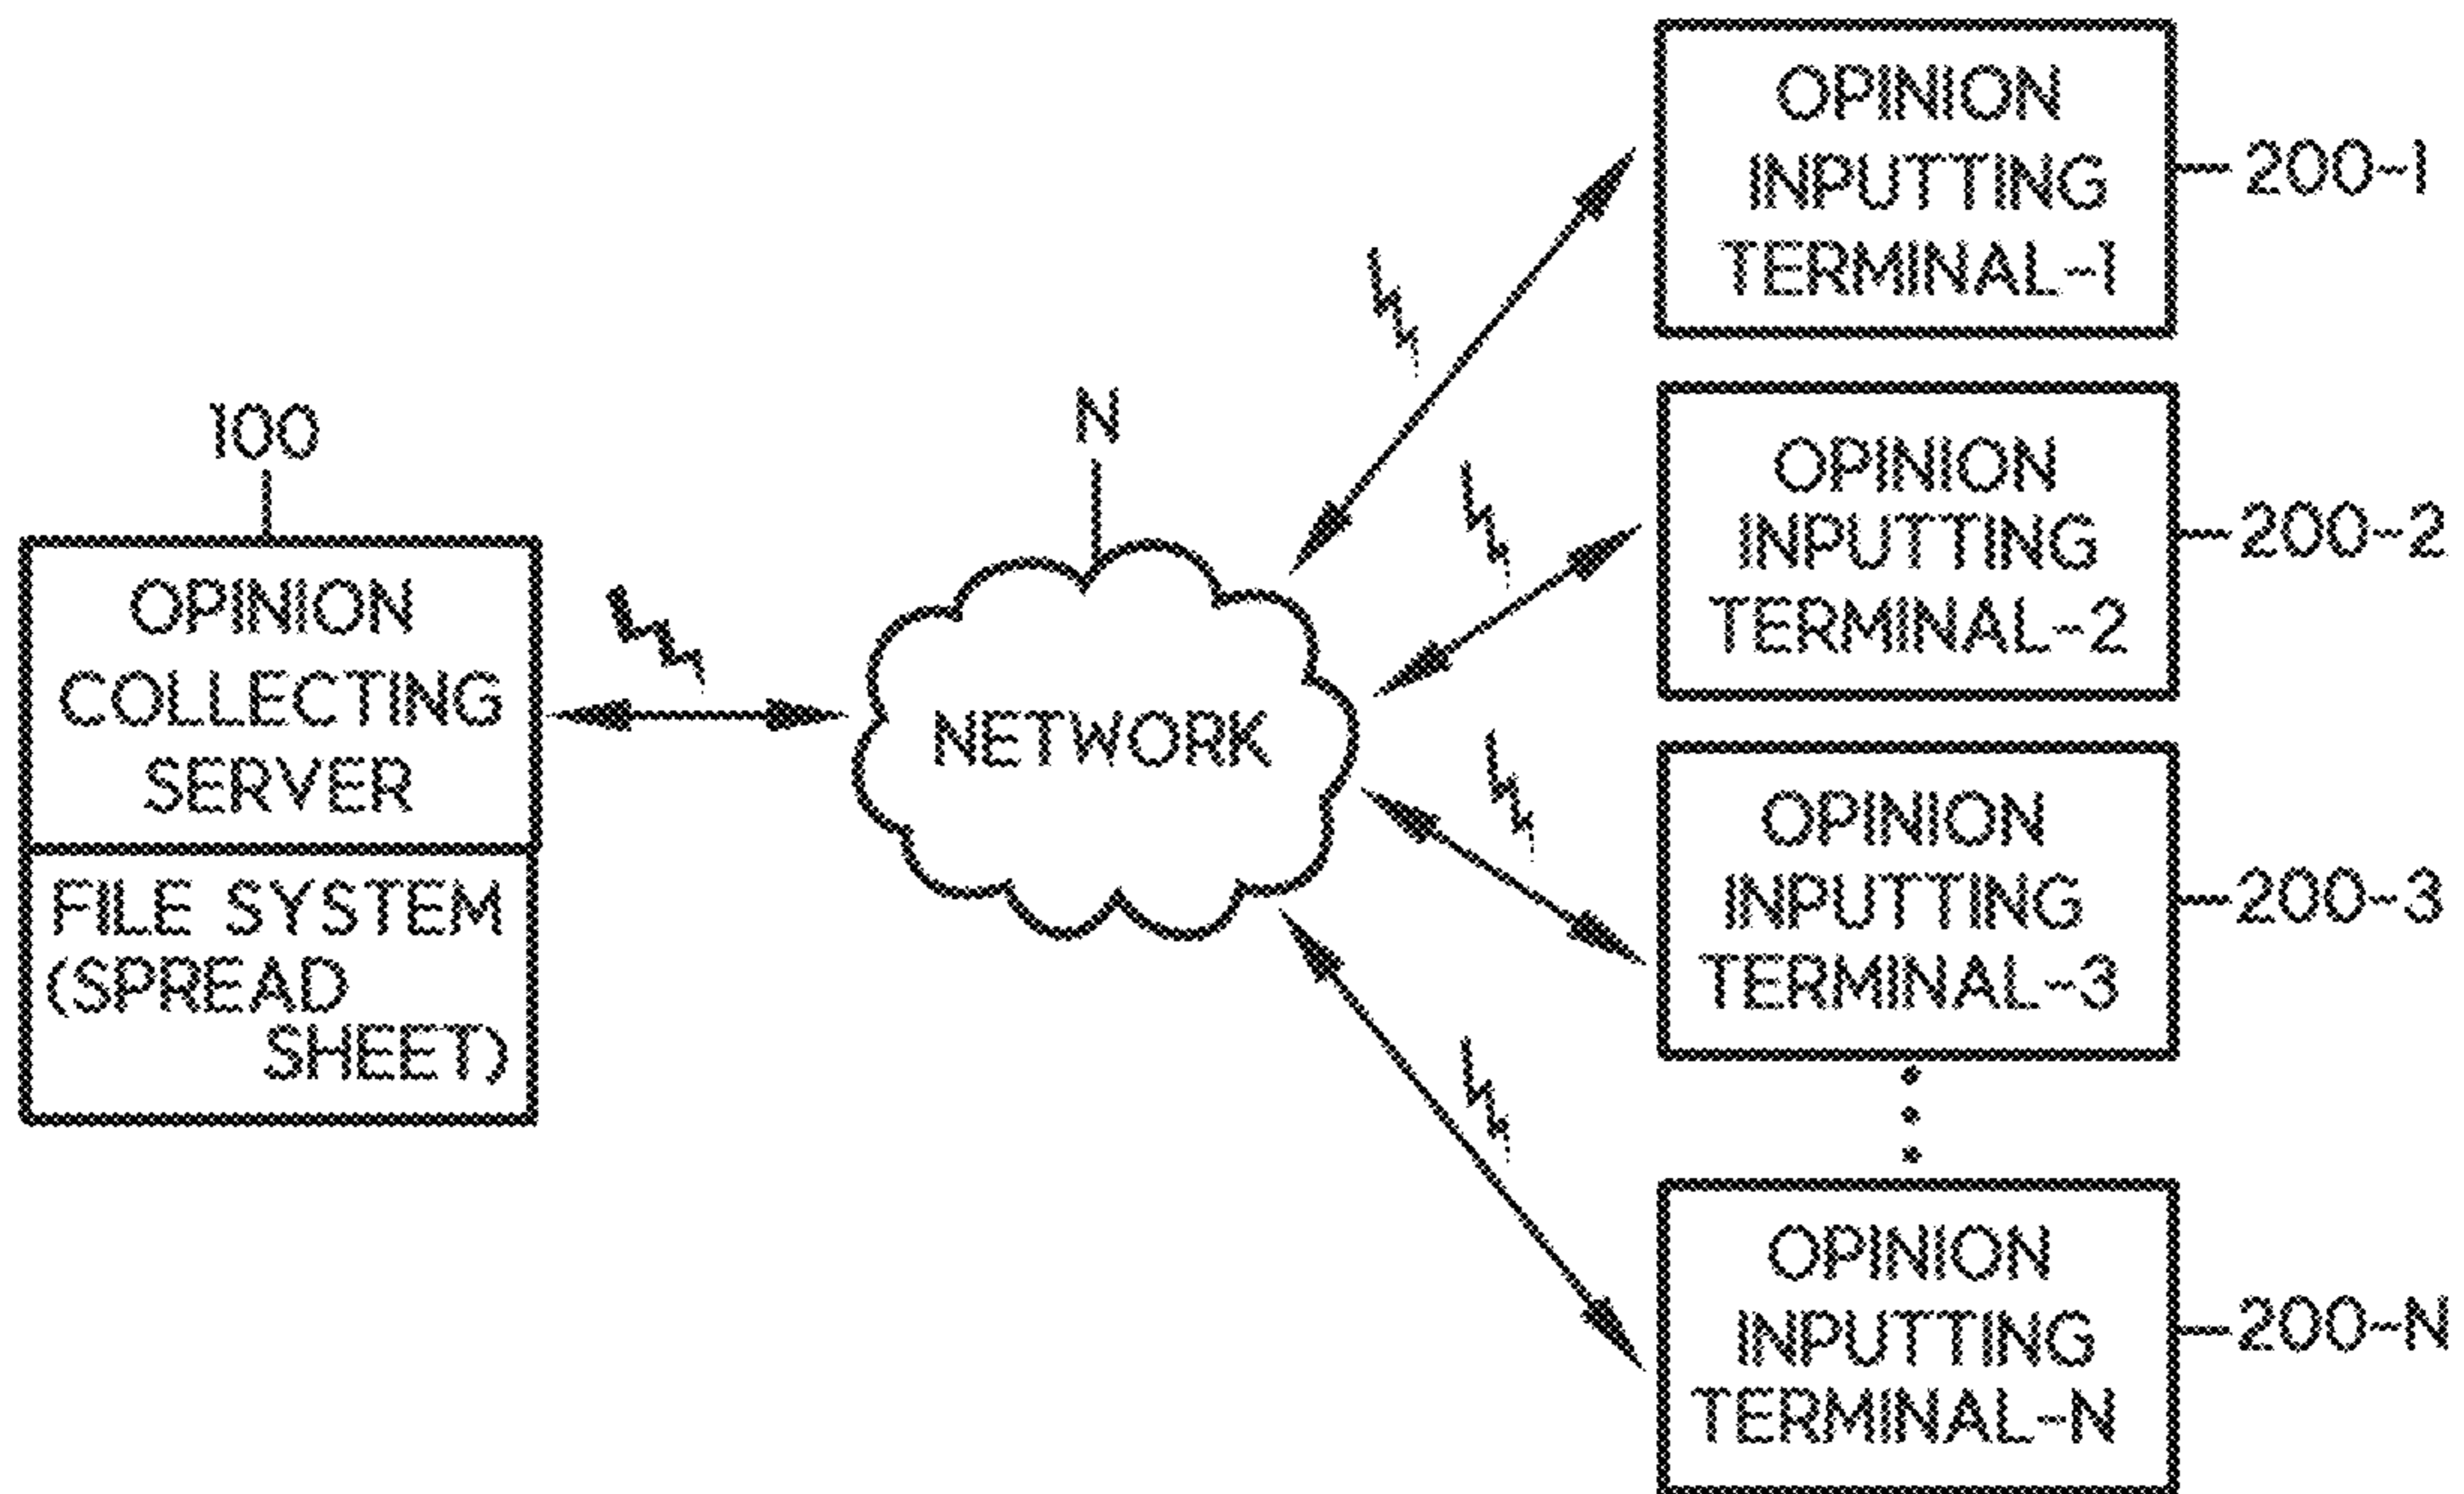 100
OPINION
COLLECTING
SERVER
FILE SYSTEM
(SPREAD
SHEET)
N
NETWORK
OPINION
INPUTTING
TERMINAL-1
200-1
OPINION
INPUTTING
TERMINAL-2
200-2
OPINION
INPUTTING
TERMINAL-3
200-3
OPINION
INPUTTING
TERMINAL-N
200-N